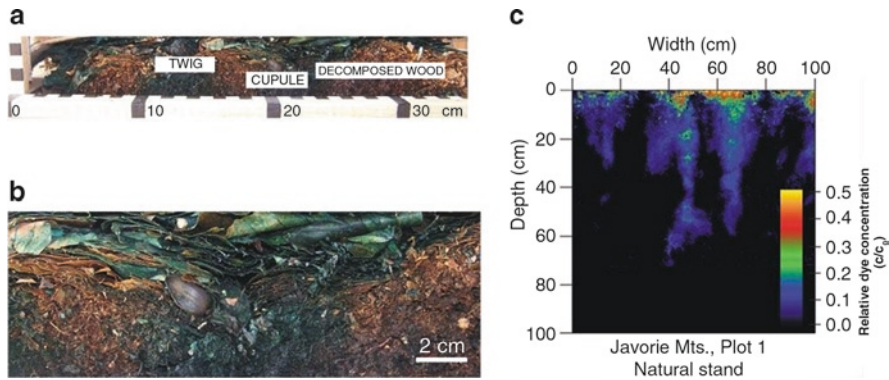 a
TWIG
CUPULE
DECOMPOSED WOOD
0 10 20 30 cm
b
2 cm
c
Width (cm)
0 20 40 60 80 100
Depth (cm)
0
20
40
60
80
100
0.5
0.4
0.3
0.2
0.1
0.0
Relative dye concentration
(c/c₀)
Javorie Mts., Plot 1
Natural stand